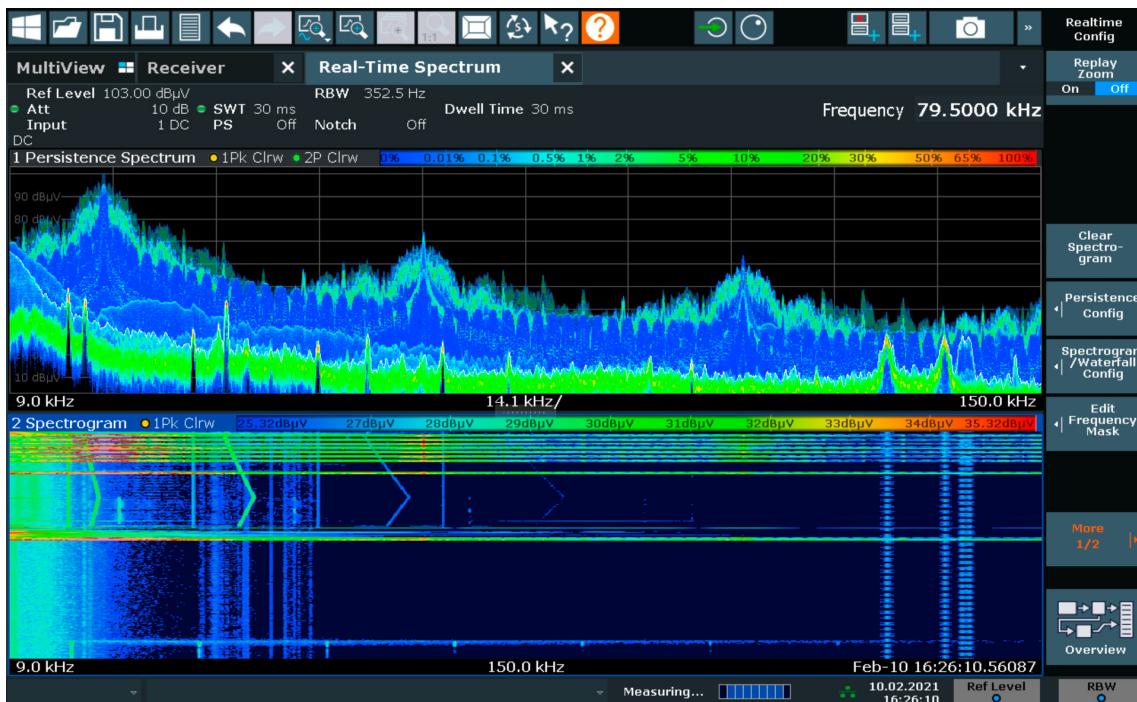 1:1
S
?
?
»
Realtime
Config
MultiView
Receiver X
Real-Time Spectrum X
Replay
Zoom
On Off
Ref Level 103.00 dBµV RBW 352.5 Hz
Att 10 dB SWT 30 ms Dwell Time 30 ms
Input 1 DC PS Off Notch Off
DC
Frequency 79.5000 kHz
1 Persistence Spectrum 1Pk Clrw 2P Clrw 0% 0.01% 0.1% 0.5% 1% 2% 5% 10% 20% 30% 50% 65% 100%
90 dBµV
80 dBµV
10 dBµV
9.0 kHz 14.1 kHz/ 150.0 kHz
Clear
Spectro-
gram
Persistence
Config
Spectrogram
/Waterfall
Config
Edit
Frequency
Mask
2 Spectrogram 1Pk Clrw 25.32dBµV 27dBµV 28dBµV 29dBµV 30dBµV 31dBµV 32dBµV 33dBµV 34dBµV 35.32dBµV
More
1/2
Overview
9.0 kHz 150.0 kHz Feb-10 16:26:10.56087
Measuring...
10.02.2021
16:26:10
Ref Level
RBW